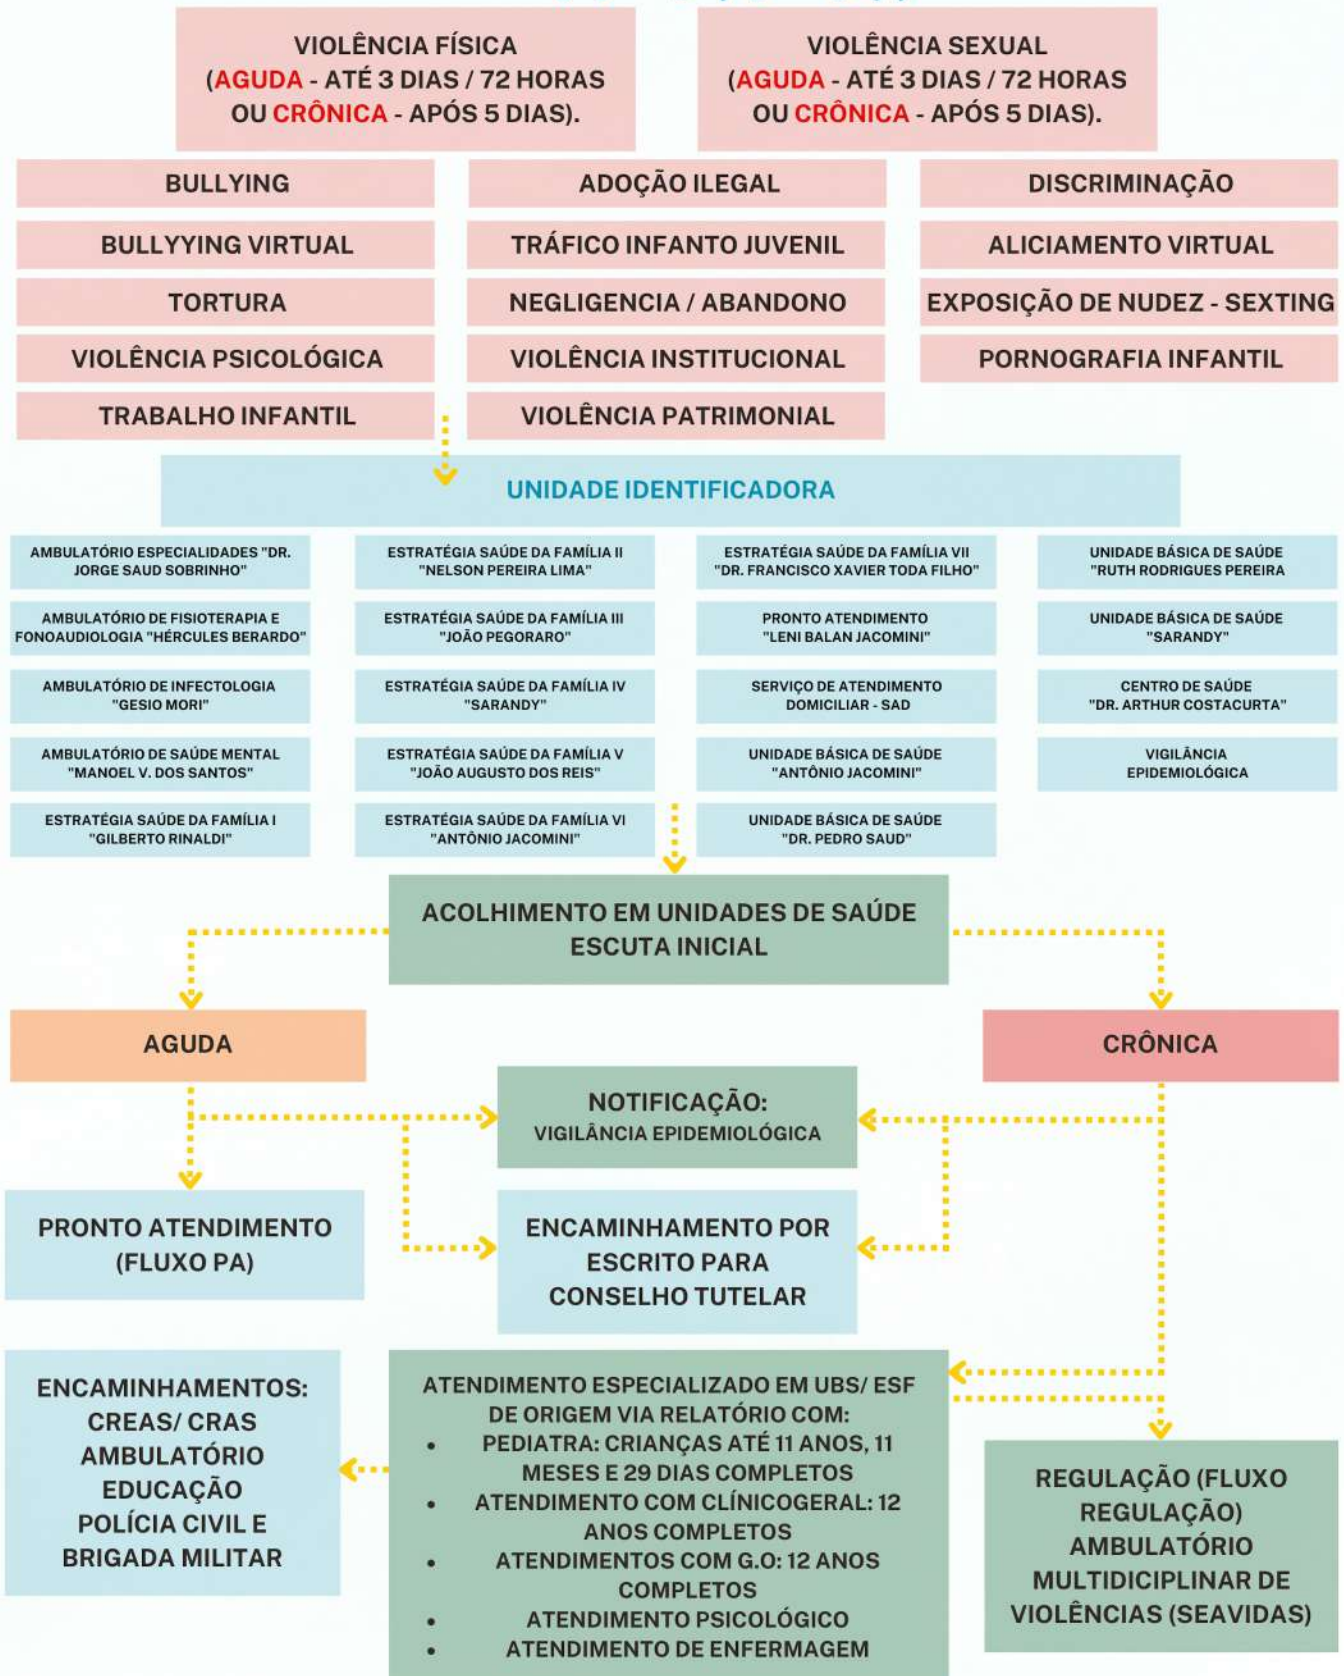 VIOLÊNCIA FÍSICA
(AGUDA - ATÉ 3 DIAS / 72 HORAS
OU CRÔNICA - APÓS 5 DIAS).
VIOLÊNCIA SEXUAL
(AGUDA - ATÉ 3 DIAS / 72 HORAS
OU CRÔNICA - APÓS 5 DIAS).
BULLYING
ADOÇÃO ILEGAL
DISCRIMINAÇÃO
BULLYYING VIRTUAL
TRÁFICO INFANTO JUVENIL
ALICIAMENTO VIRTUAL
TORTURA
NEGLIGENCIA / ABANDONO
EXPOSIÇÃO DE NUDEZ - SEXTING
VIOLÊNCIA PSICOLÓGICA
VIOLÊNCIA INSTITUCIONAL
PORNOGRAFIA INFANTIL
TRABALHO INFANTIL
VIOLÊNCIA PATRIMONIAL
UNIDADE IDENTIFICADORA
AMBULATÓRIO ESPECIALIDADES "DR.
JORGE SAUD SOBRINHO"
ESTRATÉGIA SAÚDE DA FAMÍLIA II
"NELSON PEREIRA LIMA"
ESTRATÉGIA SAÚDE DA FAMÍLIA VII
"DR. FRANCISCO XAVIER TODA FILHO"
UNIDADE BÁSICA DE SAÚDE
"RUTH RODRIGUES PEREIRA
AMBULATÓRIO DE FISIOTERAPIA E
FONOAUDIOLOGIA "HÉRCULES BERARDO"
ESTRATÉGIA SAÚDE DA FAMÍLIA III
"JOÃO PEGORARO"
PRONTO ATENDIMENTO
"LENI BALAN JACOMINI"
UNIDADE BÁSICA DE SAÚDE
"SARANDY"
AMBULATÓRIO DE INFECTOLOGIA
"GESIO MORI"
ESTRATÉGIA SAÚDE DA FAMÍLIA IV
"SARANDY"
SERVIÇO DE ATENDIMENTO
DOMICILIAR - SAD
CENTRO DE SAÚDE
"DR. ARTHUR COSTACURTA"
AMBULATÓRIO DE SAÚDE MENTAL
"MANOEL V. DOS SANTOS"
ESTRATÉGIA SAÚDE DA FAMÍLIA V
"JOÃO AUGUSTO DOS REIS"
UNIDADE BÁSICA DE SAÚDE
"ANTÔNIO JACOMINI"
VIGILÂNCIA
EPIDEMIOLÓGICA
ESTRATÉGIA SAÚDE DA FAMÍLIA I
"GILBERTO RINALDI"
ESTRATÉGIA SAÚDE DA FAMÍLIA VI
"ANTÔNIO JACOMINI"
UNIDADE BÁSICA DE SAÚDE
"DR. PEDRO SAUD"
ACOLHIMENTO EM UNIDADES DE SAÚDE
ESCUTA INICIAL
AGUDA
CRÔNICA
NOTIFICAÇÃO:
VIGILÂNCIA EPIDEMIOLÓGICA
PRONTO ATENDIMENTO
(FLUXO PA)
ENCAMINHAMENTO POR
ESCRITO PARA
CONSELHO TUTELAR
ENCAMINHAMENTOS:
CREAS/ CRAS
AMBULATÓRIO
EDUCAÇÃO
POLÍCIA CIVIL E
BRIGADA MILITAR
ATENDIMENTO ESPECIALIZADO EM UBS/ ESF
DE ORIGEM VIA RELATÓRIO COM:
• PEDIATRA: CRIANÇAS ATÉ 11 ANOS, 11
MESES E 29 DIAS COMPLETOS
• ATENDIMENTO COM CLÍNICOGERAL: 12
ANOS COMPLETOS
• ATENDIMENTOS COM G.O: 12 ANOS
COMPLETOS
• ATENDIMENTO PSICOLÓGICO
• ATENDIMENTO DE ENFERMAGEM
REGULAÇÃO (FLUXO
REGULAÇÃO)
AMBULATÓRIO
MULTIDICIPLINAR DE
VIOLÊNCIAS (SEAVIDAS)